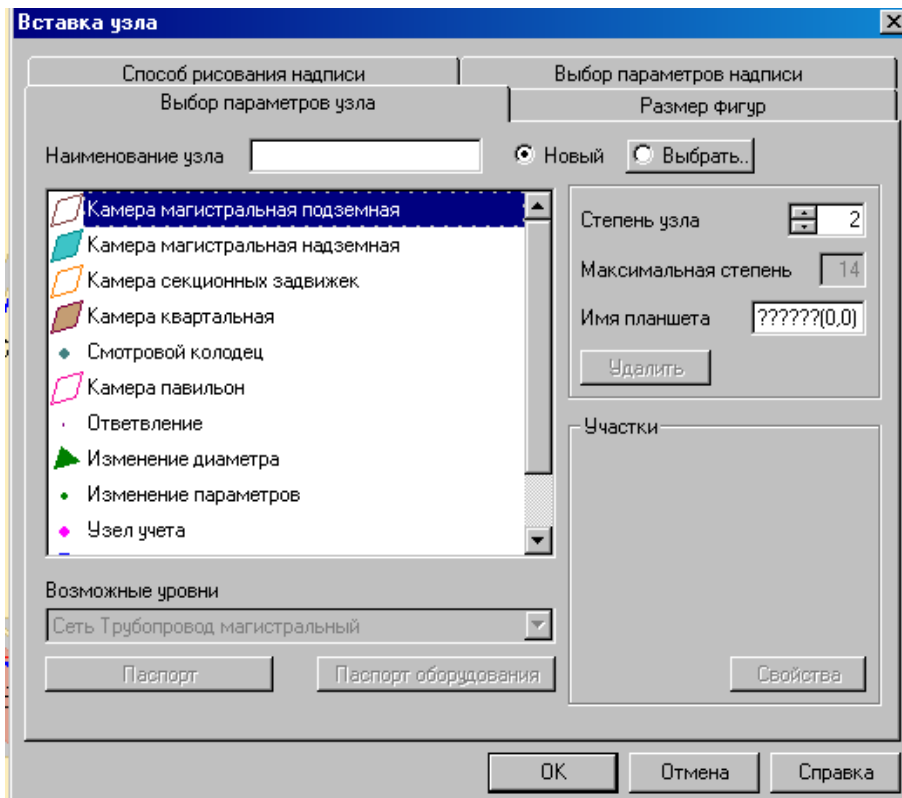 Вставка узла
Способ рисования надписи
Выбор параметров надписи
Выбор параметров узла
Размер фигур
Наименование узла
Новый
Выбрать..
Камера магистральная подземная
Камера магистральная надземная
Камера секционных задвижек
Камера квартальная
Смотровой колодец
Камера павильон
Ответвление
Изменение диаметра
Изменение параметров
Узел учета
Степень узла 2
Максимальная степень 14
Имя планшета ??????(0,0)
Удалить
Участки
Возможные уровни
Сеть Трубопровод магистральный
Паспорт
Паспорт оборудования
Свойства
OK
Отмена
Справка